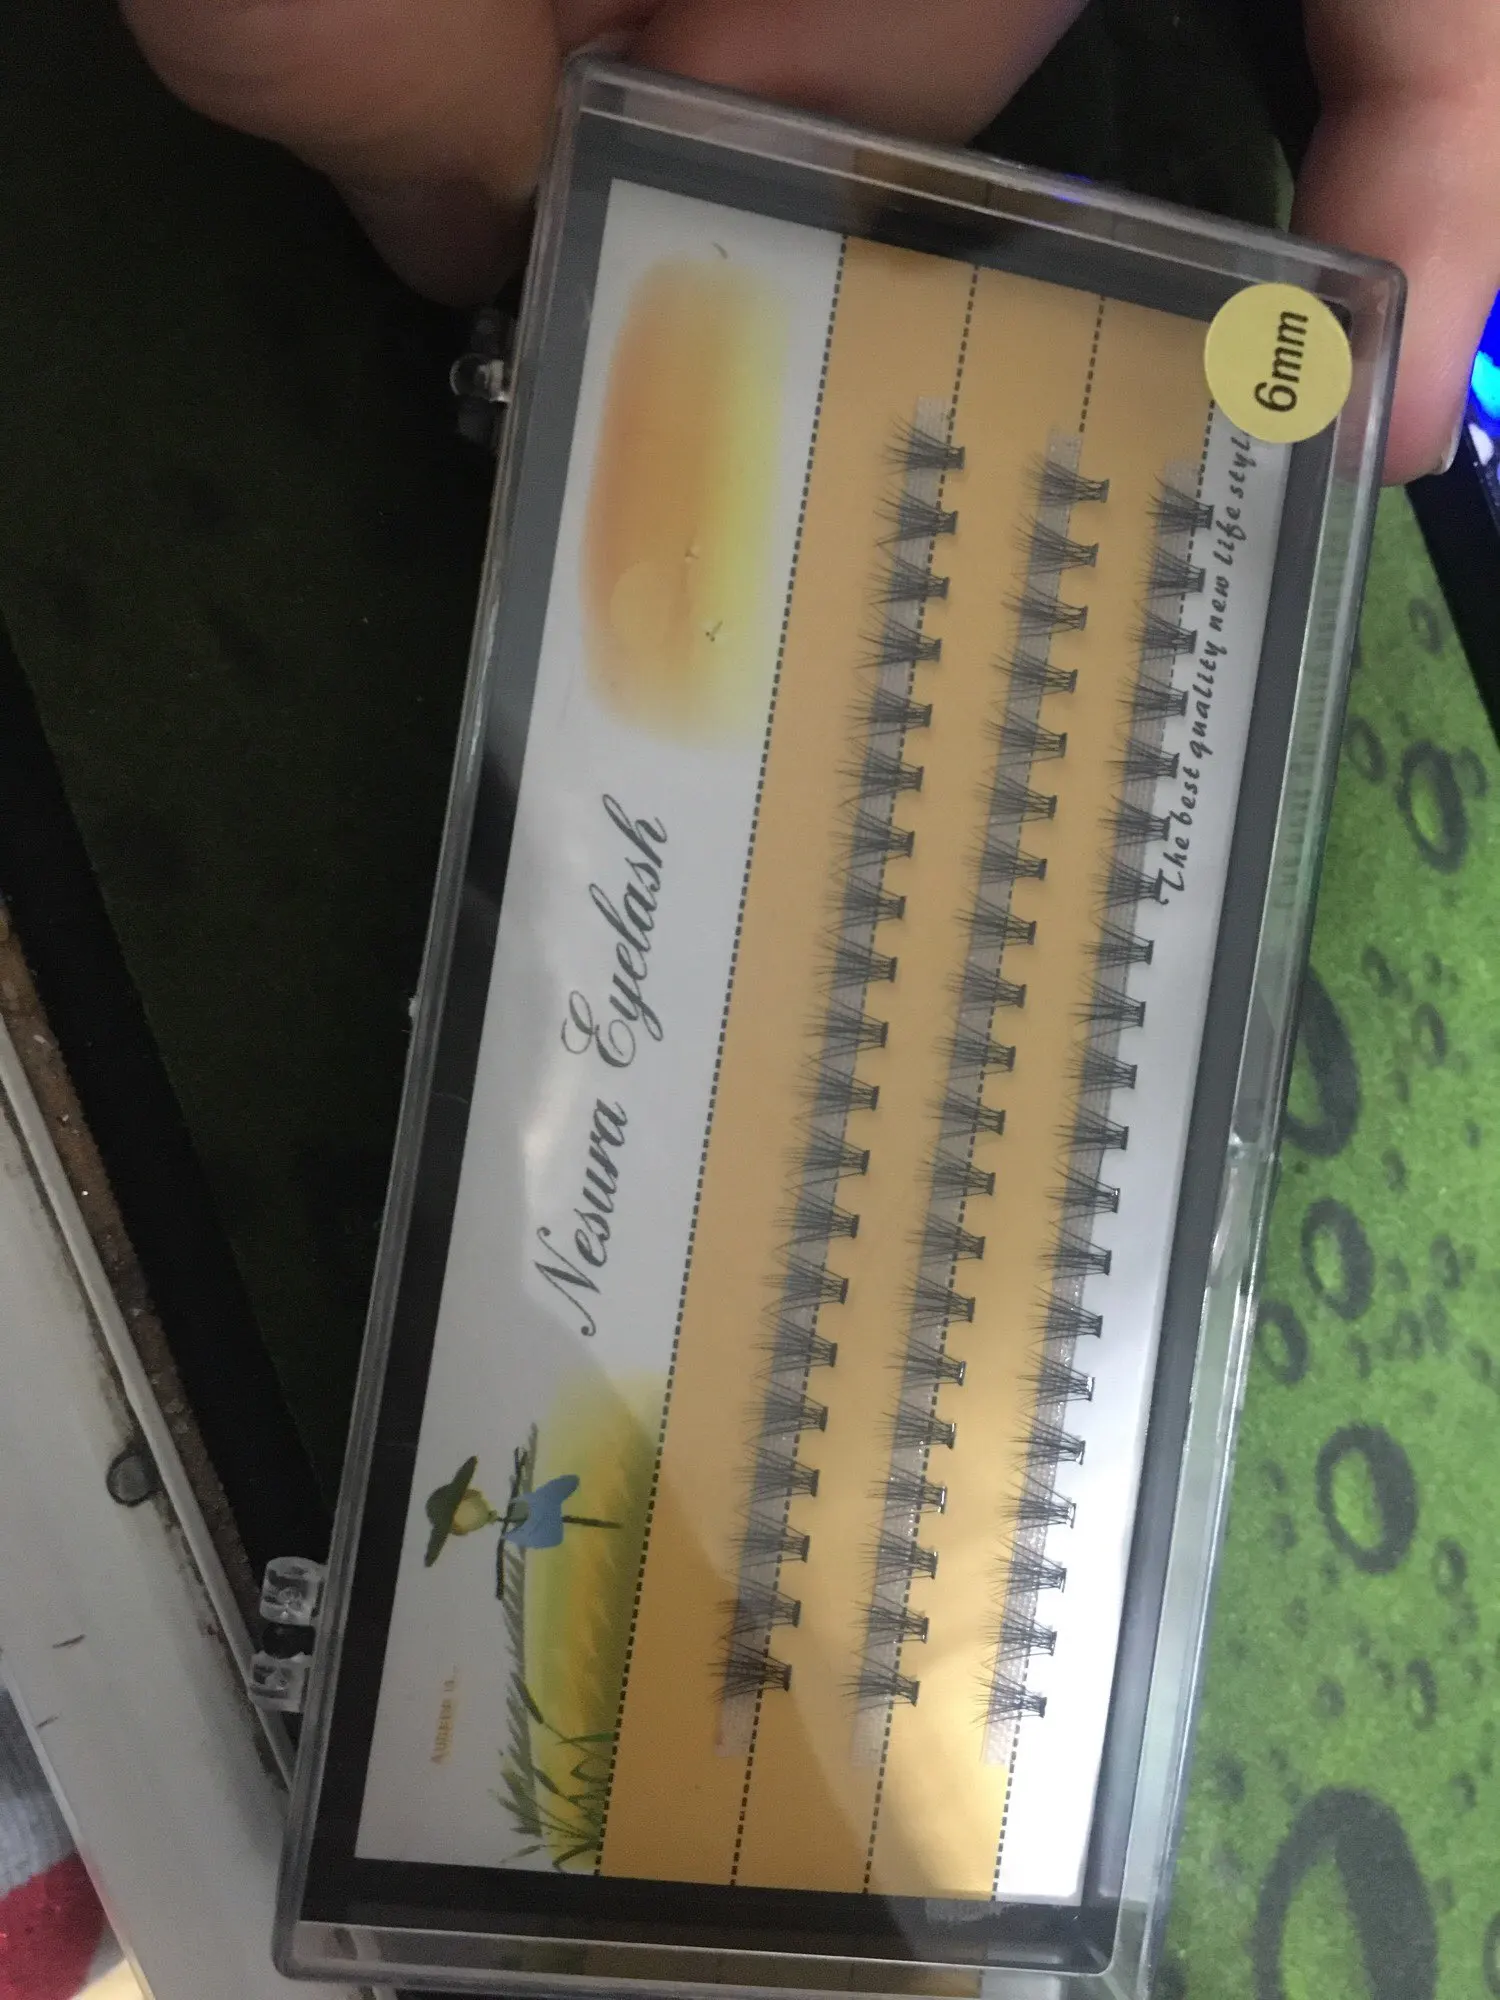 Nesura Eyelash
6mm
The best quality new life styl